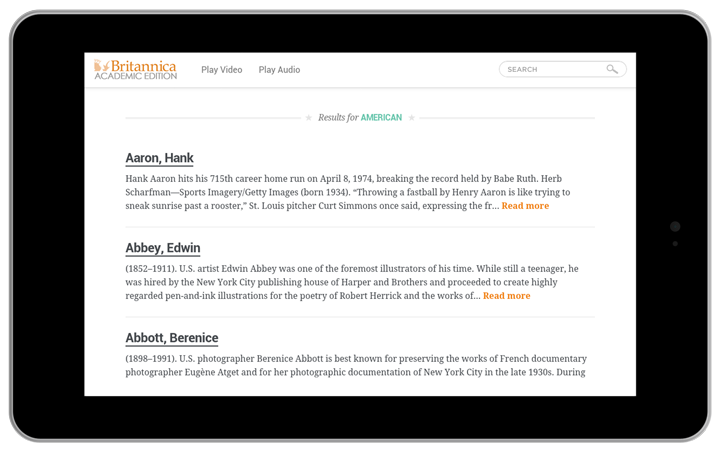 Britannica
ACADEMIC EDITION
Play Video
Play Audio
SEARCH
Results for AMERICAN
Aaron, Hank
Hank Aaron hits his 715th career home run on April 8, 1974, breaking the record held by Babe Ruth. Herb
Scharfman—Sports Imagery/Getty Images (born 1934). “Throwing a fastball by Henry Aaron is like trying to
sneak sunrise past a rooster,” St. Louis pitcher Curt Simmons once said, expressing the fr... Read more
Abbey, Edwin
(1852–1911). U.S. artist Edwin Abbey was one of the foremost illustrators of his time. While still a teenager, he
was hired by the New York City publishing house of Harper and Brothers and proceeded to create highly
regarded pen-and-ink illustrations for the poetry of Robert Herrick and the works of... Read more
Abbott, Berenice
(1898–1991). U.S. photographer Berenice Abbott is best known for preserving the works of French documentary
photographer Eugène Atget and for her photographic documentation of New York City in the late 1930s. During